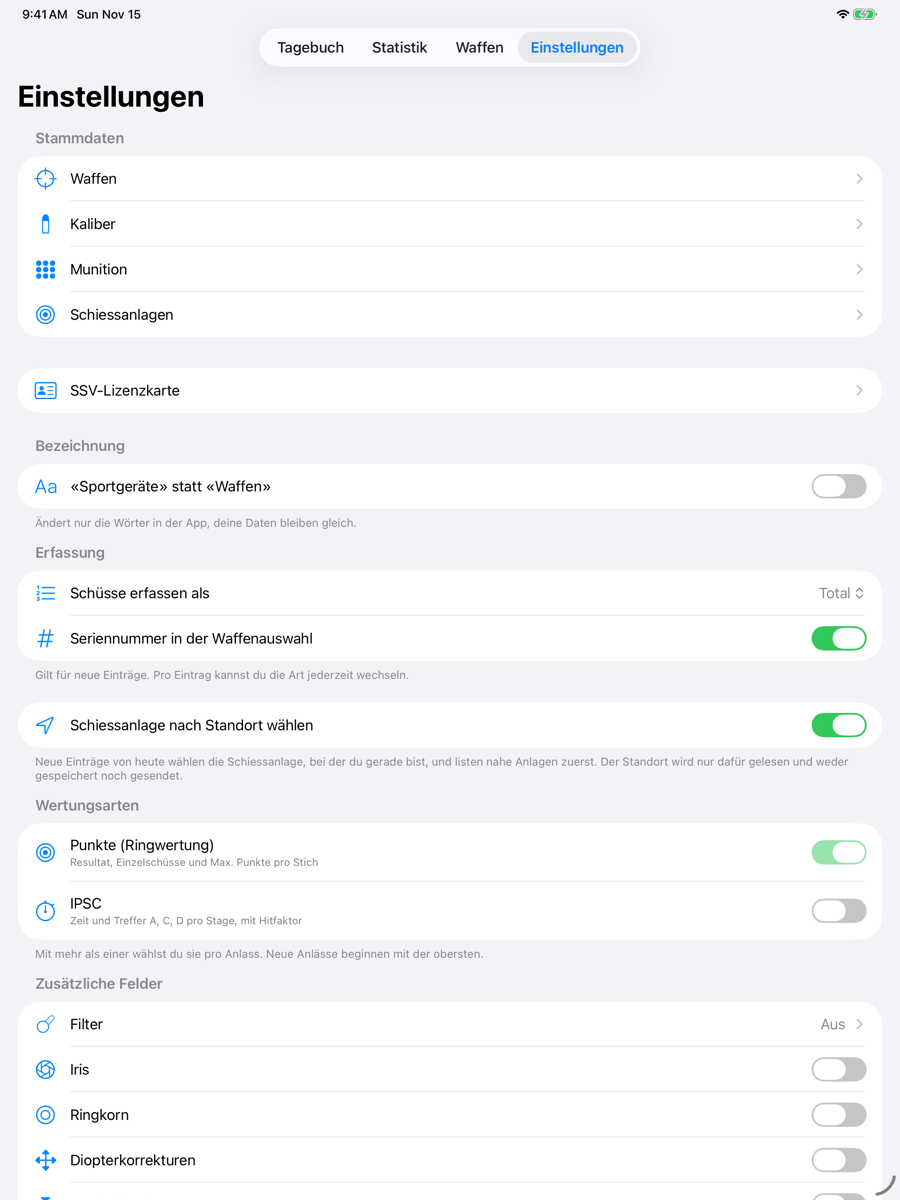 9:41 AM Sun Nov 15
Tagebuch Statistik Waffen Einstellungen
Einstellungen
Stammdaten
Waffen
Kaliber
Munition
Schiessanlagen
SSV-Lizenzkarte
Bezeichnung
Aa «Sportgeräte» statt «Waffen»
Ändert nur die Wörter in der App, deine Daten bleiben gleich.
Erfassung
Schüsse erfassen als Total
Seriennummer in der Waffenauswahl
Gilt für neue Einträge. Pro Eintrag kannst du die Art jederzeit wechseln.
Schiessanlage nach Standort wählen
Neue Einträge von heute wählen die Schiessanlage, bei der du gerade bist, und listen nahe Anlagen zuerst. Der Standort wird nur dafür gelesen und weder
gespeichert noch gesendet.
Wertungsarten
Punkte (Ringwertung)
Resultat, Einzelschüsse und Max. Punkte pro Stich
IPSC
Zeit und Treffer A, C, D pro Stage, mit Hitfaktor
Mit mehr als einer wählst du sie pro Anlass. Neue Anlässe beginnen mit der obersten.
Zusätzliche Felder
Filter Aus
Iris
Ringkorn
Diopterkorrekturen